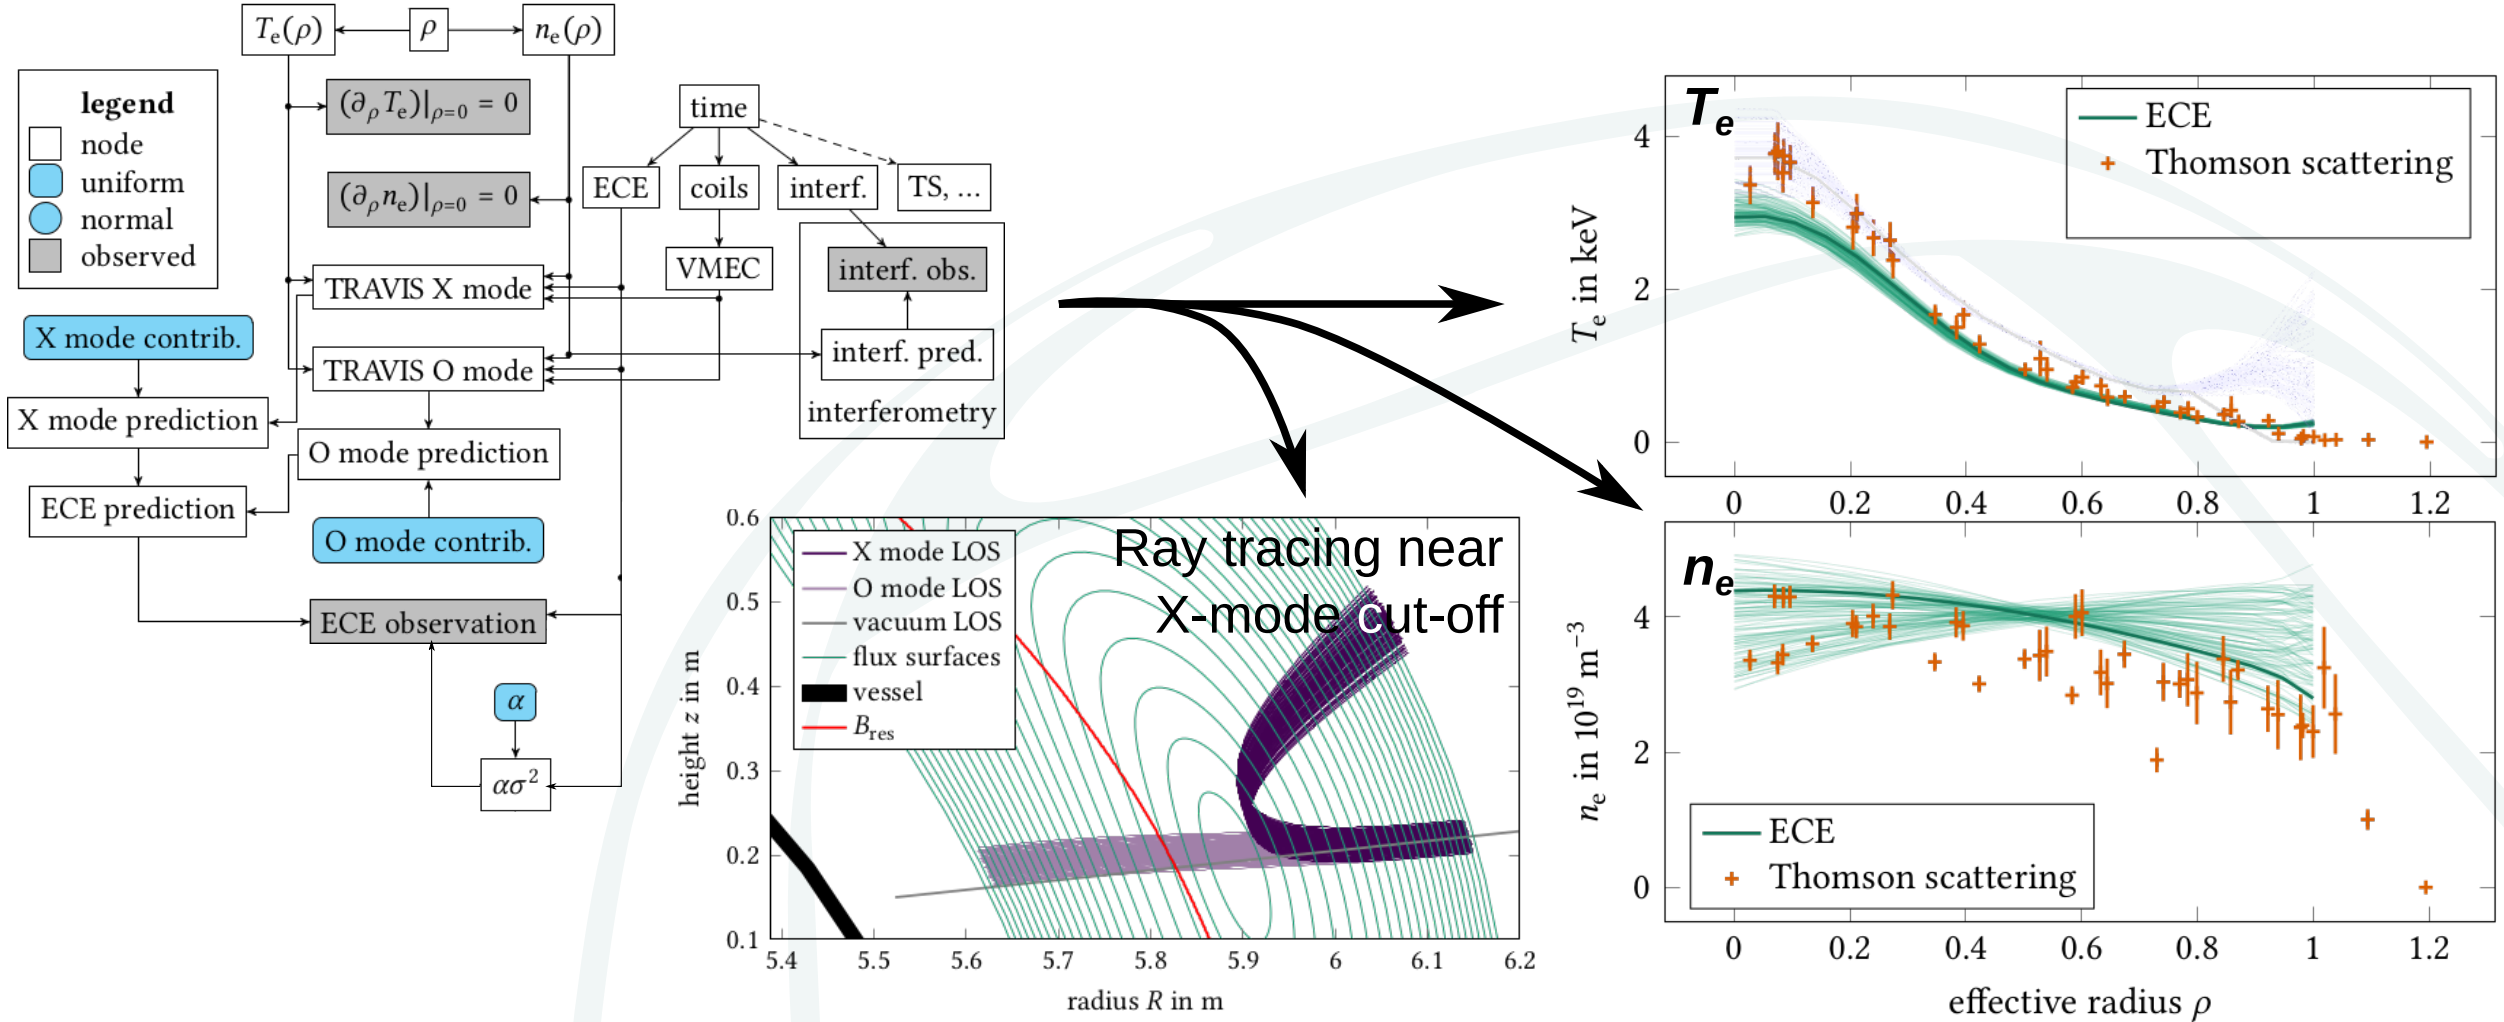 Tₑ(ρ)
ρ
nₑ(ρ)
legend
node
uniform
normal
observed
(∂ρTₑ)|ρ=0 = 0
(∂ρnₑ)|ρ=0 = 0
time
ECE
coils
interf.
TS, ...
VMEC
interf. obs.
interf. pred.
interferometry
TRAVIS X mode
X mode contrib.
TRAVIS O mode
X mode prediction
O mode prediction
ECE prediction
O mode contrib.
ECE observation
α
ασ²
Ray tracing near
X-mode cut-off
X mode LOS
O mode LOS
vacuum LOS
flux surfaces
vessel
Bres
height z in m
0.6
0.5
0.4
0.3
0.2
0.1
5.4 5.5 5.6 5.7 5.8 5.9 6 6.1 6.2
radius R in m
Tₑ
ECE
Thomson scattering
Tₑ in keV
4
2
0
0 0.2 0.4 0.6 0.8 1 1.2
nₑ
nₑ in 10¹⁹ m⁻³
4
2
0
ECE
Thomson scattering
0 0.2 0.4 0.6 0.8 1 1.2
effective radius ρ